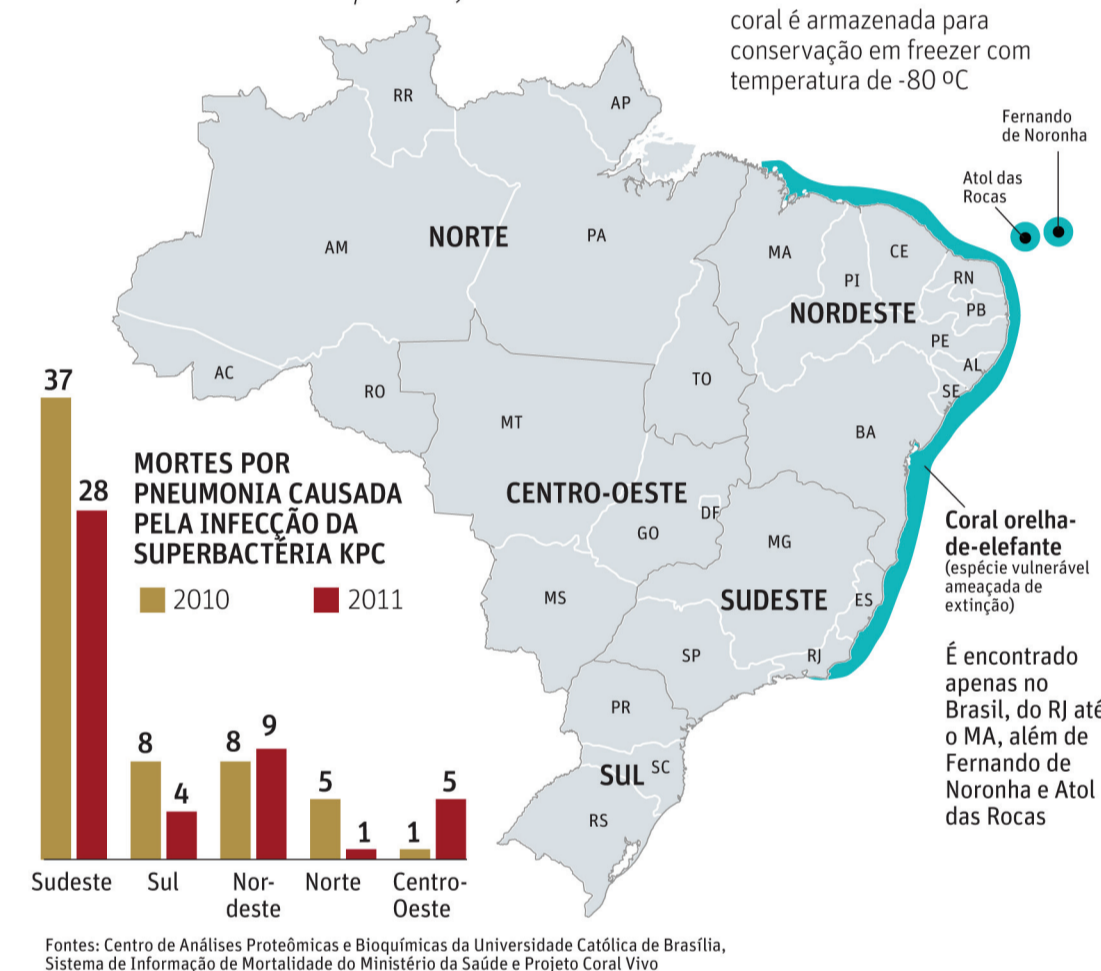 coral é armazenada para
conservação em freezer com
temperatura de -80 ºC
Fernando
de Noronha
Atol das
Rocas
RR
AP
NORTE
AM
PA
MA
CE
PI
RN
NORDESTE
PB
PE
AL
SE
AC
RO
TO
MT
BA
CENTRO-OESTE
DF
GO
MG
MS
SUDESTE
ES
SP
RJ
PR
SUL
SC
RS
Coral orelha-
de-elefante
(espécie vulnerável
ameaçada de
extinção)
É encontrado
apenas no
Brasil, do RJ até
o MA, além de
Fernando de
Noronha e Atol
das Rocas
MORTES POR
PNEUMONIA CAUSADA
PELA INFECÇÃO DA
SUPERBACTÉRIA KPC
2010 2011
37
28
8
4
8
9
5
1
1
5
Sudeste
Sul
Nor-
deste
Norte
Centro-
Oeste
Fontes: Centro de Análises Proteômicas e Bioquímicas da Universidade Católica de Brasília,
Sistema de Informação de Mortalidade do Ministério da Saúde e Projeto Coral Vivo